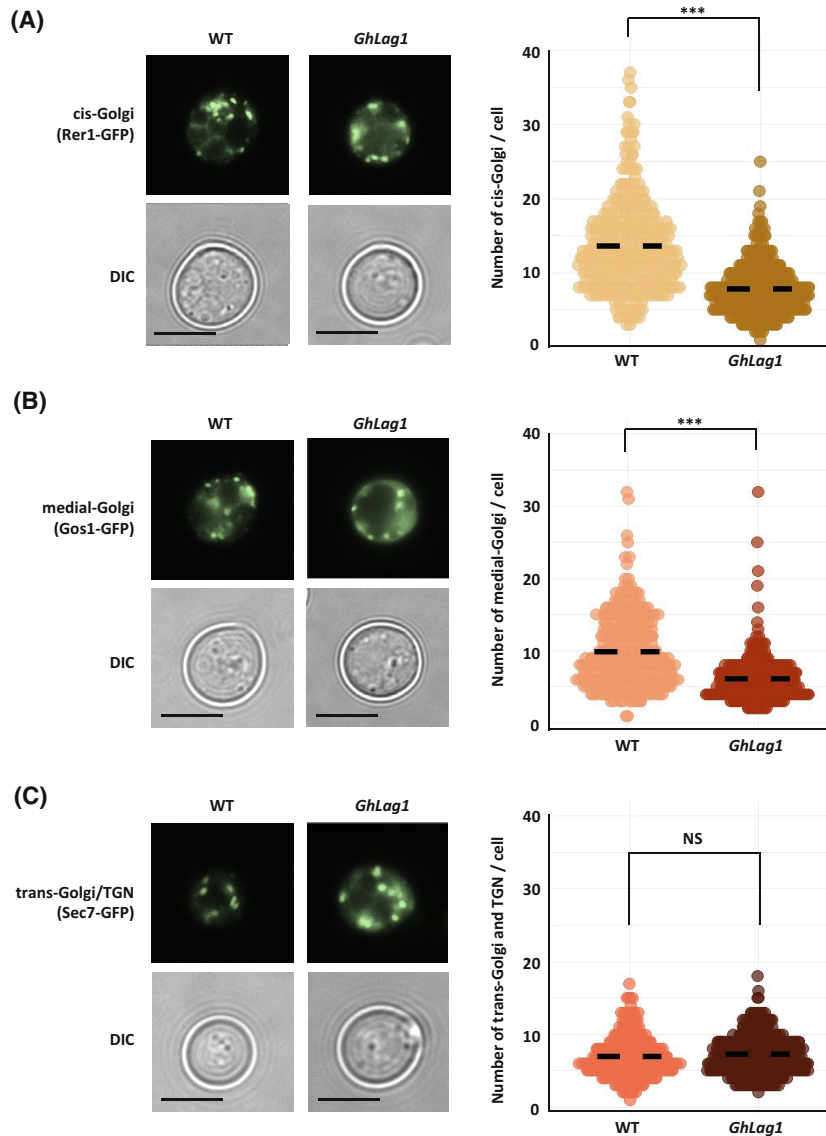 (A)
WT
GhLag1
cis-Golgi
(Rer1-GFP)
DIC
***
Number of cis-Golgi / cell
40
30
20
10
0
WT
GhLag1
(B)
WT
GhLag1
medial-Golgi
(Gos1-GFP)
DIC
***
Number of medial-Golgi / cell
40
30
20
10
0
WT
GhLag1
(C)
WT
GhLag1
trans-Golgi/TGN
(Sec7-GFP)
DIC
NS
Number of trans-Golgi and TGN / cell
40
30
20
10
0
WT
GhLag1